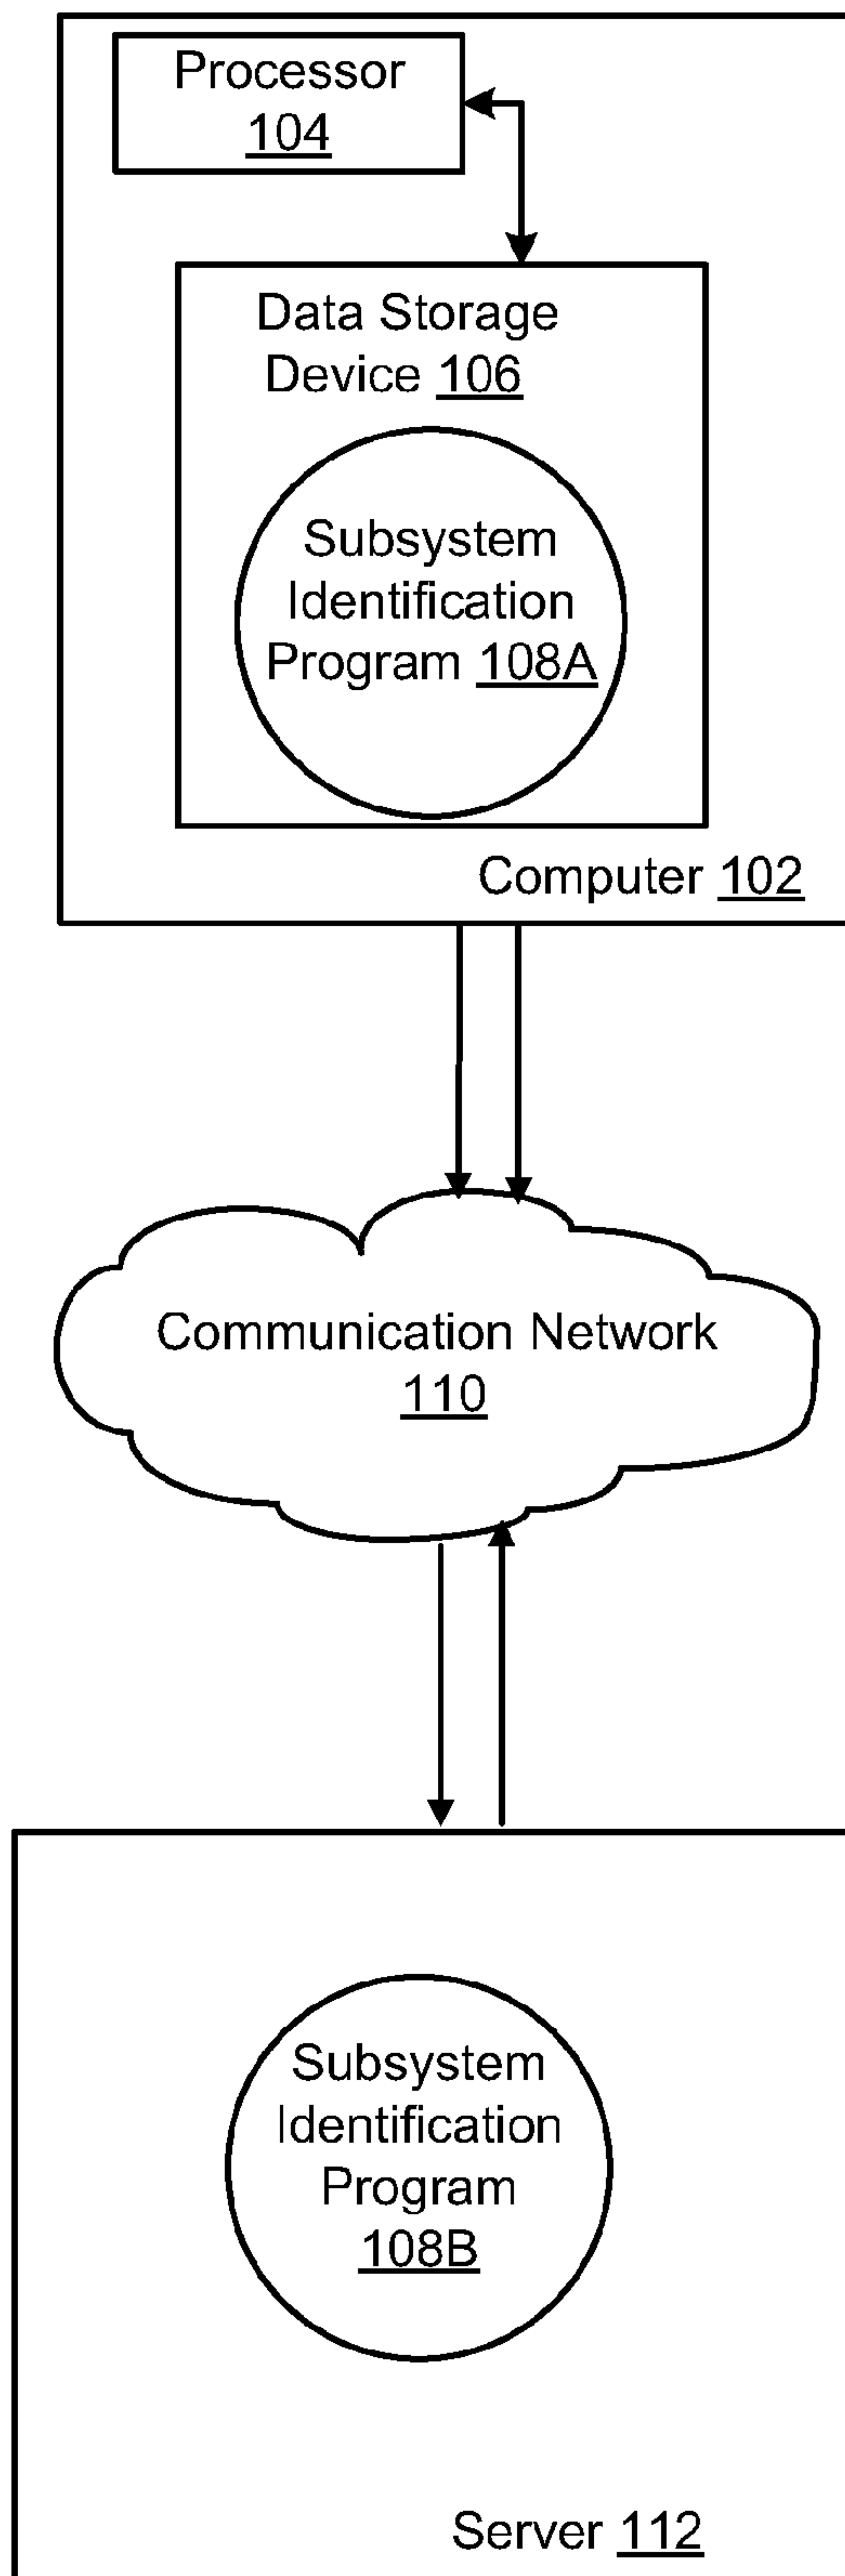 Processor
104
Data Storage
Device 106
Subsystem
Identification
Program 108A
Computer 102
Communication Network
110
Subsystem
Identification
Program
108B
Server 112